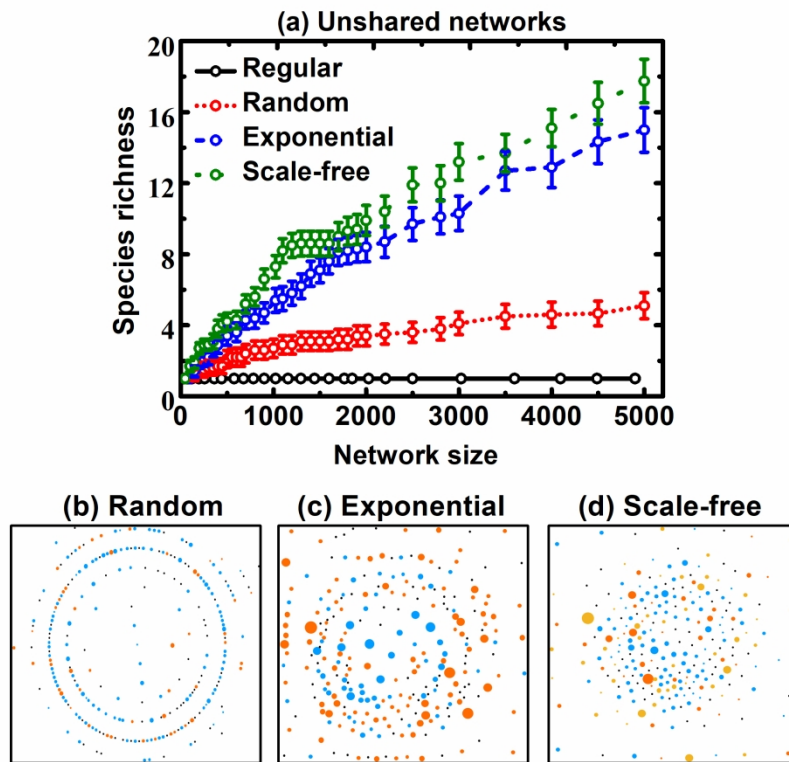 (a) Unshared networks
20
16
12
8
4
0
Species richness
Regular
Random
Exponential
Scale-free
0 1000 2000 3000 4000 5000
Network size
(b) Random (c) Exponential (d) Scale-free